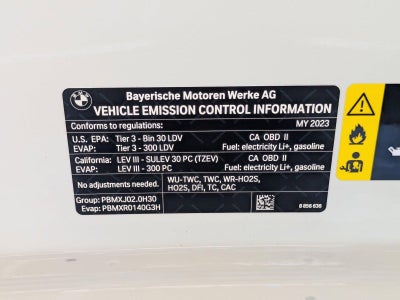 BMW
Bayerische Motoren Werke AG
VEHICLE EMISSION CONTROL INFORMATION
Conforms to regulations: MY 2023
U.S. EPA: Tier 3 - Bin 30 LDV CA OBD II
EVAP: Tier 3 - 300 LDV Fuel: electricity Li+, gasoline
California: LEV III - SULEV 30 PC (TZEV) CA OBD II
EVAP: LEV III - 300 PC Fuel: electricity Li+, gasoline
No adjustments needed. WU-TWC, TWC, WR-HO2S,
HO2S, DFI, TC, CAC
Group: PBMXJ02.0H30
Evap: PBMXR0140G3H
8 856 636